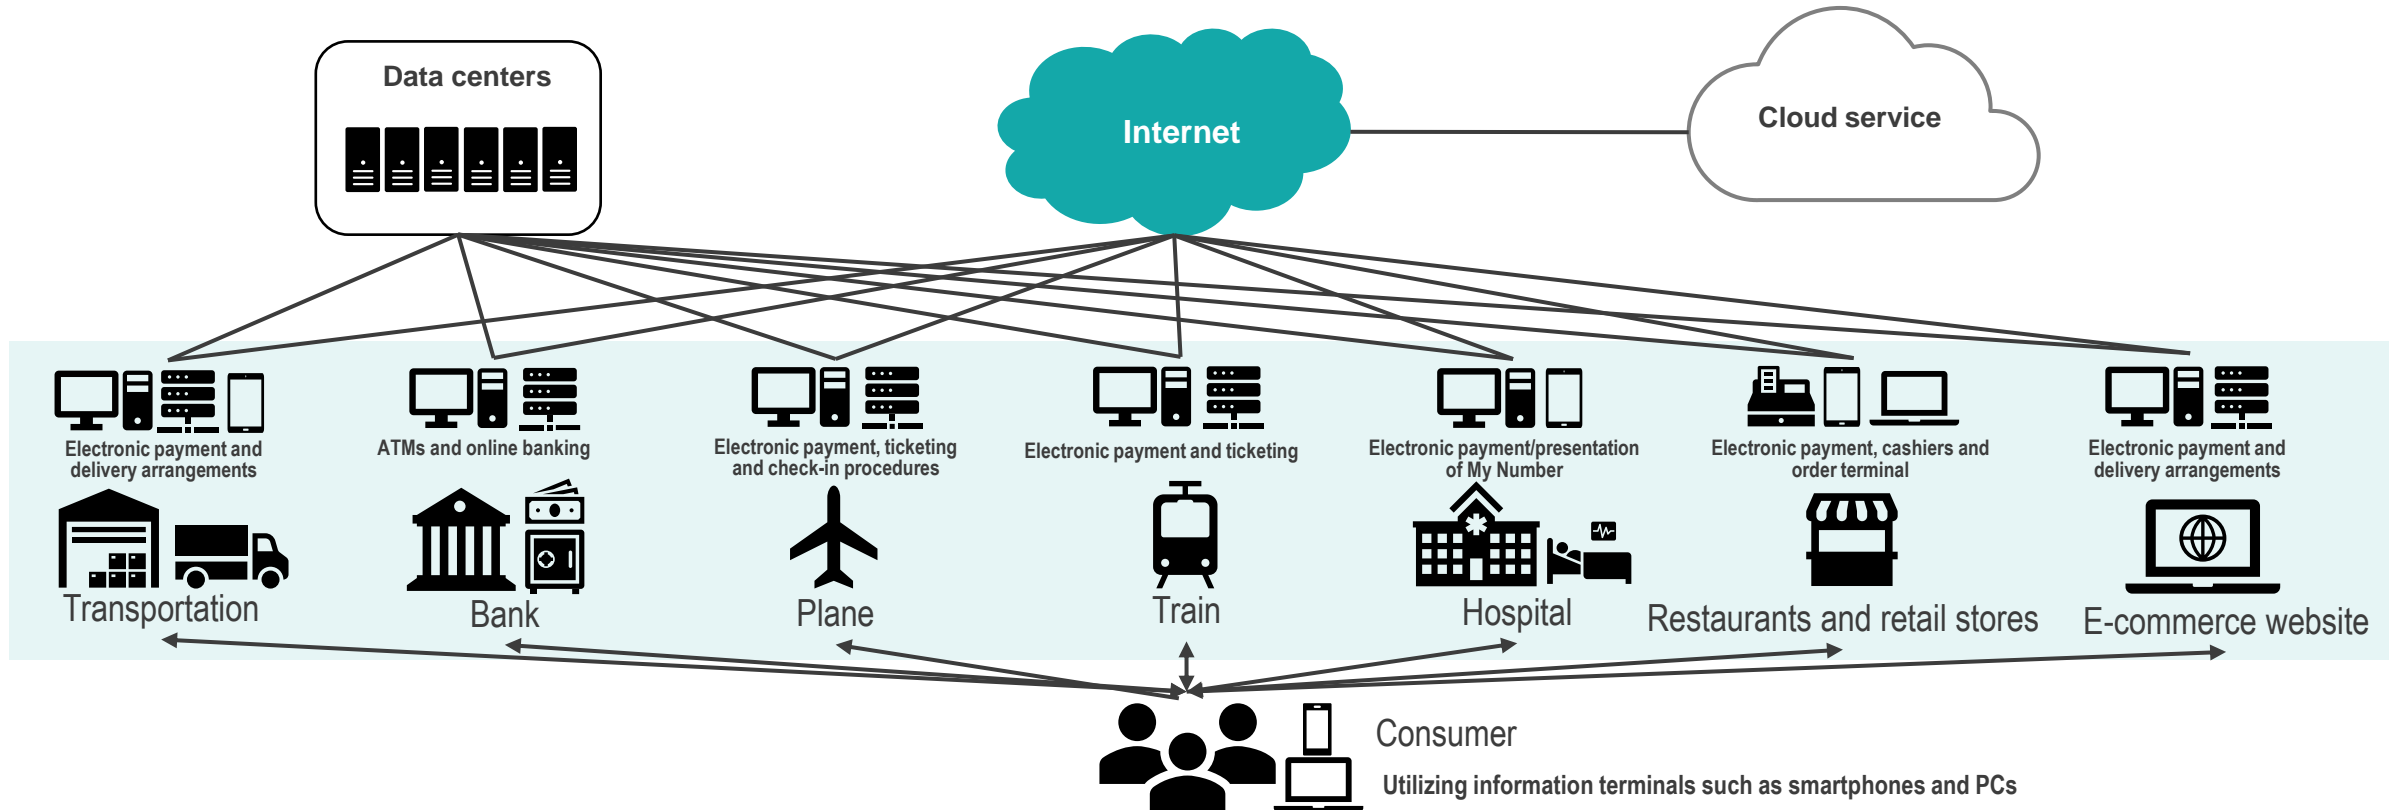 Data centers
Internet
Cloud service
Electronic payment and
delivery arrangements
ATMs and online banking
Electronic payment, ticketing
and check-in procedures
Electronic payment and ticketing
Electronic payment/presentation
of My Number
Electronic payment, cashiers and
order terminal
Electronic payment and
delivery arrangements
Transportation
Bank
Plane
Train
Hospital
Restaurants and retail stores
E-commerce website
Consumer
Utilizing information terminals such as smartphones and PCs